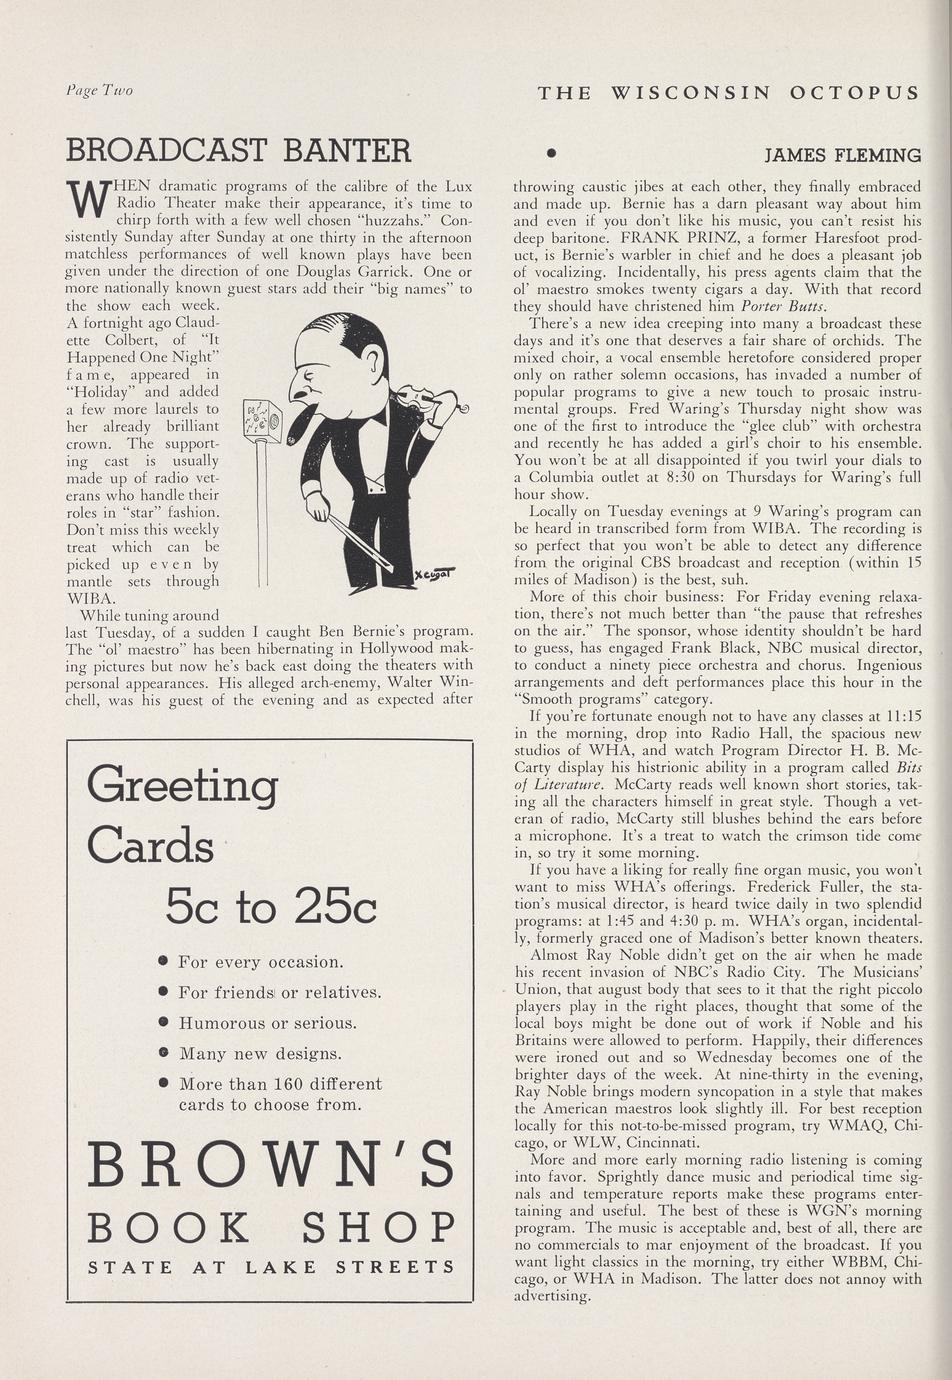 Page Two
THE WISCONSIN OCTOPUS
BROADCAST BANTER
• JAMES FLEMING
WHEN dramatic programs of the calibre of the Lux
Radio Theater make their appearance, it's time to
chirp forth with a few well chosen “huzzahs.” Con-
sistently Sunday after Sunday at one thirty in the afternoon
matchless performances of well known plays have been
given under the direction of one Douglas Garrick. One or
more nationally known guest stars add their “big names” to
the show each week.
A fortnight ago Claud-
ette Colbert, of “It
Happened One Night”
fame, appeared in
“Holiday” and added
a few more laurels to
her already brilliant
crown. The support-
ing cast is usually
made up of radio vet-
erans who handle their
roles in “star” fashion.
Don't miss this weekly
treat which can be
picked up even by
mantle sets through
WIBA.
Xcugat
While tuning around
last Tuesday, of a sudden I caught Ben Bernie's program.
The “ol' maestro” has been hibernating in Hollywood mak-
ing pictures but now he's back east doing the theaters with
personal appearances. His alleged arch-enemy, Walter Win-
chell, was his guest of the evening and as expected after
Greeting
Cards
5c to 25c
• For every occasion.
• For friends or relatives.
• Humorous or serious.
• Many new designs.
• More than 160 different
cards to choose from.
BROWN'S
BOOK SHOP
STATE AT LAKE STREETS
throwing caustic jibes at each other, they finally embraced
and made up. Bernie has a darn pleasant way about him
and even if you don't like his music, you can't resist his
deep baritone. FRANK PRINZ, a former Haresfoot prod-
uct, is Bernie's warbler in chief and he does a pleasant job
of vocalizing. Incidentally, his press agents claim that the
ol' maestro smokes twenty cigars a day. With that record
they should have christened him Porter Butts.
There's a new idea creeping into many a broadcast these
days and it's one that deserves a fair share of orchids. The
mixed choir, a vocal ensemble heretofore considered proper
only on rather solemn occasions, has invaded a number of
popular programs to give a new touch to prosaic instru-
mental groups. Fred Waring's Thursday night show was
one of the first to introduce the “glee club” with orchestra
and recently he has added a girl's choir to his ensemble.
You won't be at all disappointed if you twirl your dials to
a Columbia outlet at 8:30 on Thursdays for Waring's full
hour show.
Locally on Tuesday evenings at 9 Waring's program can
be heard in transcribed form from WIBA. The recording is
so perfect that you won't be able to detect any difference
from the original CBS broadcast and reception (within 15
miles of Madison) is the best, suh.
More of this choir business: For Friday evening relaxa-
tion, there's not much better than “the pause that refreshes
on the air.” The sponsor, whose identity shouldn't be hard
to guess, has engaged Frank Black, NBC musical director,
to conduct a ninety piece orchestra and chorus. Ingenious
arrangements and deft performances place this hour in the
“Smooth programs” category.
If you're fortunate enough not to have any classes at 11:15
in the morning, drop into Radio Hall, the spacious new
studios of WHA, and watch Program Director H. B. Mc-
Carty display his histrionic ability in a program called Bits
of Literature. McCarty reads well known short stories, tak-
ing all the characters himself in great style. Though a vet-
eran of radio, McCarty still blushes behind the ears before
a microphone. It's a treat to watch the crimson tide come
in, so try it some morning.
If you have a liking for really fine organ music, you won't
want to miss WHA's offerings. Frederick Fuller, the sta-
tion's musical director, is heard twice daily in two splendid
programs: at 1:45 and 4:30 p. m. WHA's organ, incidental-
ly, formerly graced one of Madison's better known theaters.
Almost Ray Noble didn't get on the air when he made
his recent invasion of NBC's Radio City. The Musicians'
Union, that august body that sees to it that the right piccolo
players play in the right places, thought that some of the
local boys might be done out of work if Noble and his
Britains were allowed to perform. Happily, their differences
were ironed out and so Wednesday becomes one of the
brighter days of the week. At nine-thirty in the evening,
Ray Noble brings modern syncopation in a style that makes
the American maestros look slightly ill. For best reception
locally for this not-to-be-missed program, try WMAQ, Chi-
cago, or WLW, Cincinnati.
More and more early morning radio listening is coming
into favor. Sprightly dance music and periodical time sig-
nals and temperature reports make these programs enter-
taining and useful. The best of these is WGN's morning
program. The music is acceptable and, best of all, there are
no commercials to mar enjoyment of the broadcast. If you
want light classics in the morning, try either WBBM, Chi-
cago, or WHA in Madison. The latter does not annoy with
advertising.